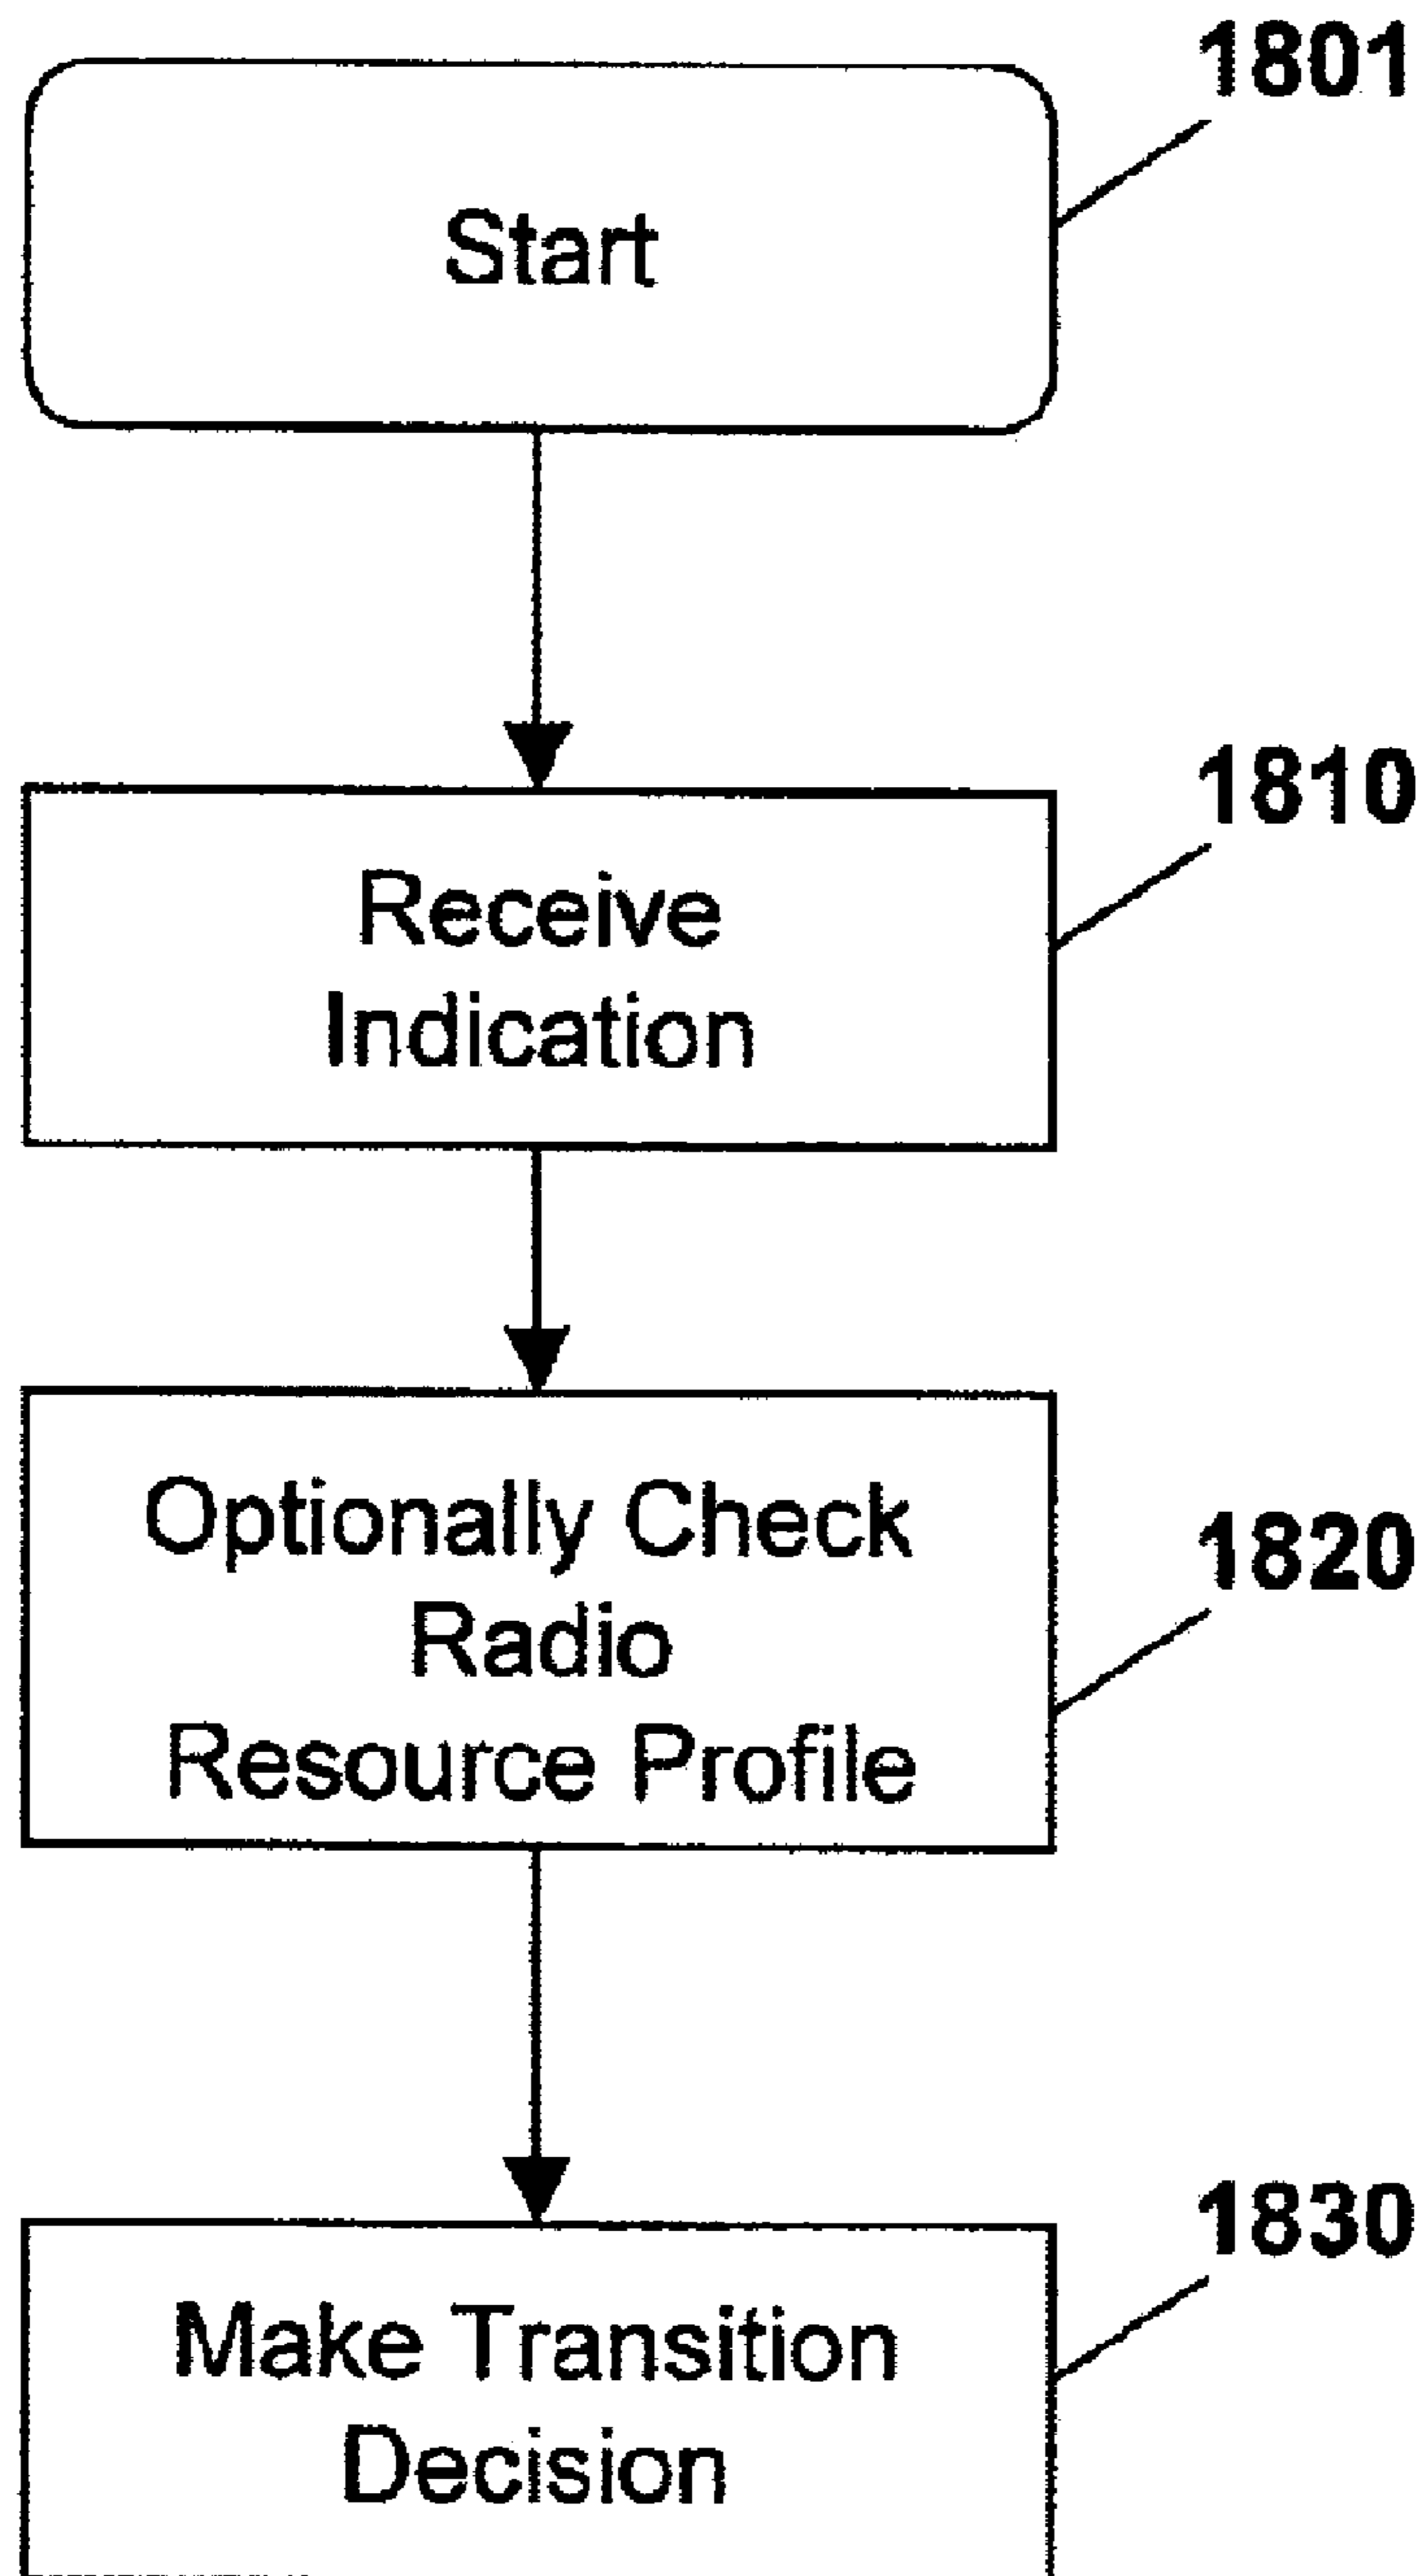 1801
Start
1810
Receive
Indication
Optionally Check
1820
Radio
Resource Profile
1830
Make Transition
Decision